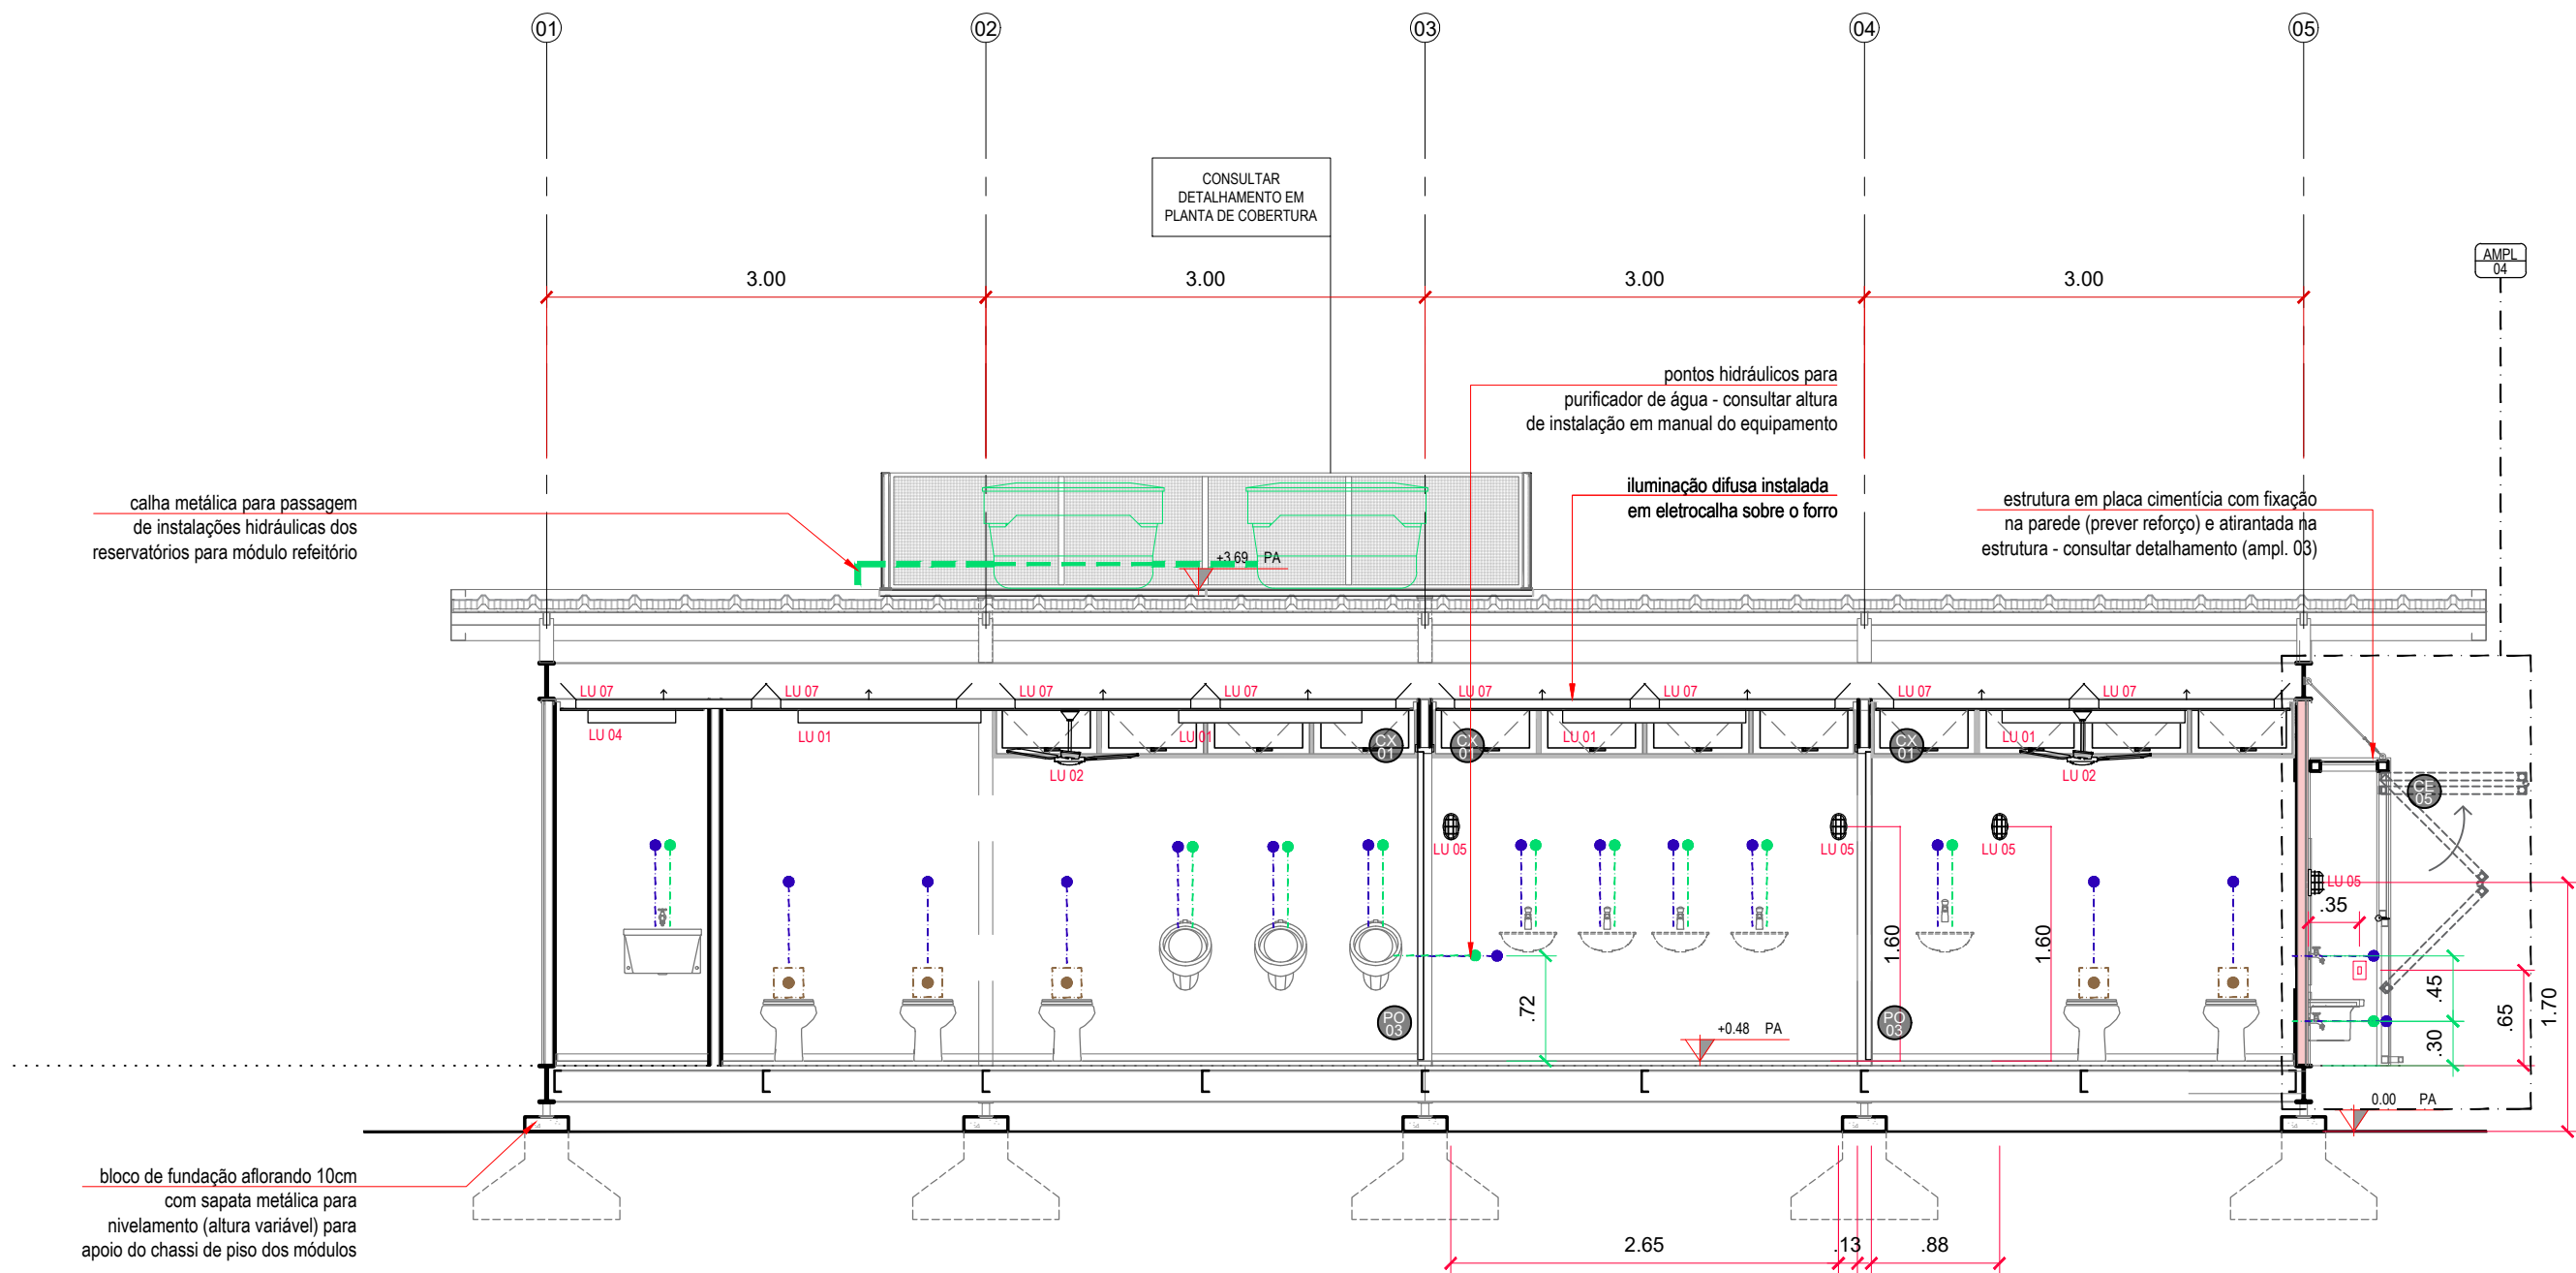 01 02 03 04 05
CONSULTAR
DETALHAMENTO EM
PLANTA DE COBERTURA
AMPL
04
3.00 3.00 3.00 3.00
pontos hidráulicos para
purificador de água - consultar altura
de instalação em manual do equipamento
calha metálica para passagem
de instalações hidráulicas dos
reservatórios para módulo refeitório
iluminação difusa instalada
em eletrocalha sobre o forro
estrutura em placa cimentícia com fixação
na parede (prever reforço) e atirantada na
estrutura - consultar detalhamento (ampl. 03)
+3.69 PA
LU 07 LU 07 LU 07 LU 07 LU 07 LU 07 LU 07 LU 07
LU 04 LU 01 LU 01 LU 01 LU 01
CX
01
CX
01
CX
01
LU 02 LU 02
CE
05
LU 05 LU 05 LU 05
LU 05
.35
1.60 1.60
.72
.45
.30
.65
1.70
PO
03
PO
03
+0.48 PA
0.00 PA
bloco de fundação aflorando 10cm
com sapata metálica para
nivelamento (altura variável) para
apoio do chassi de piso dos módulos
2.65 .13 .88